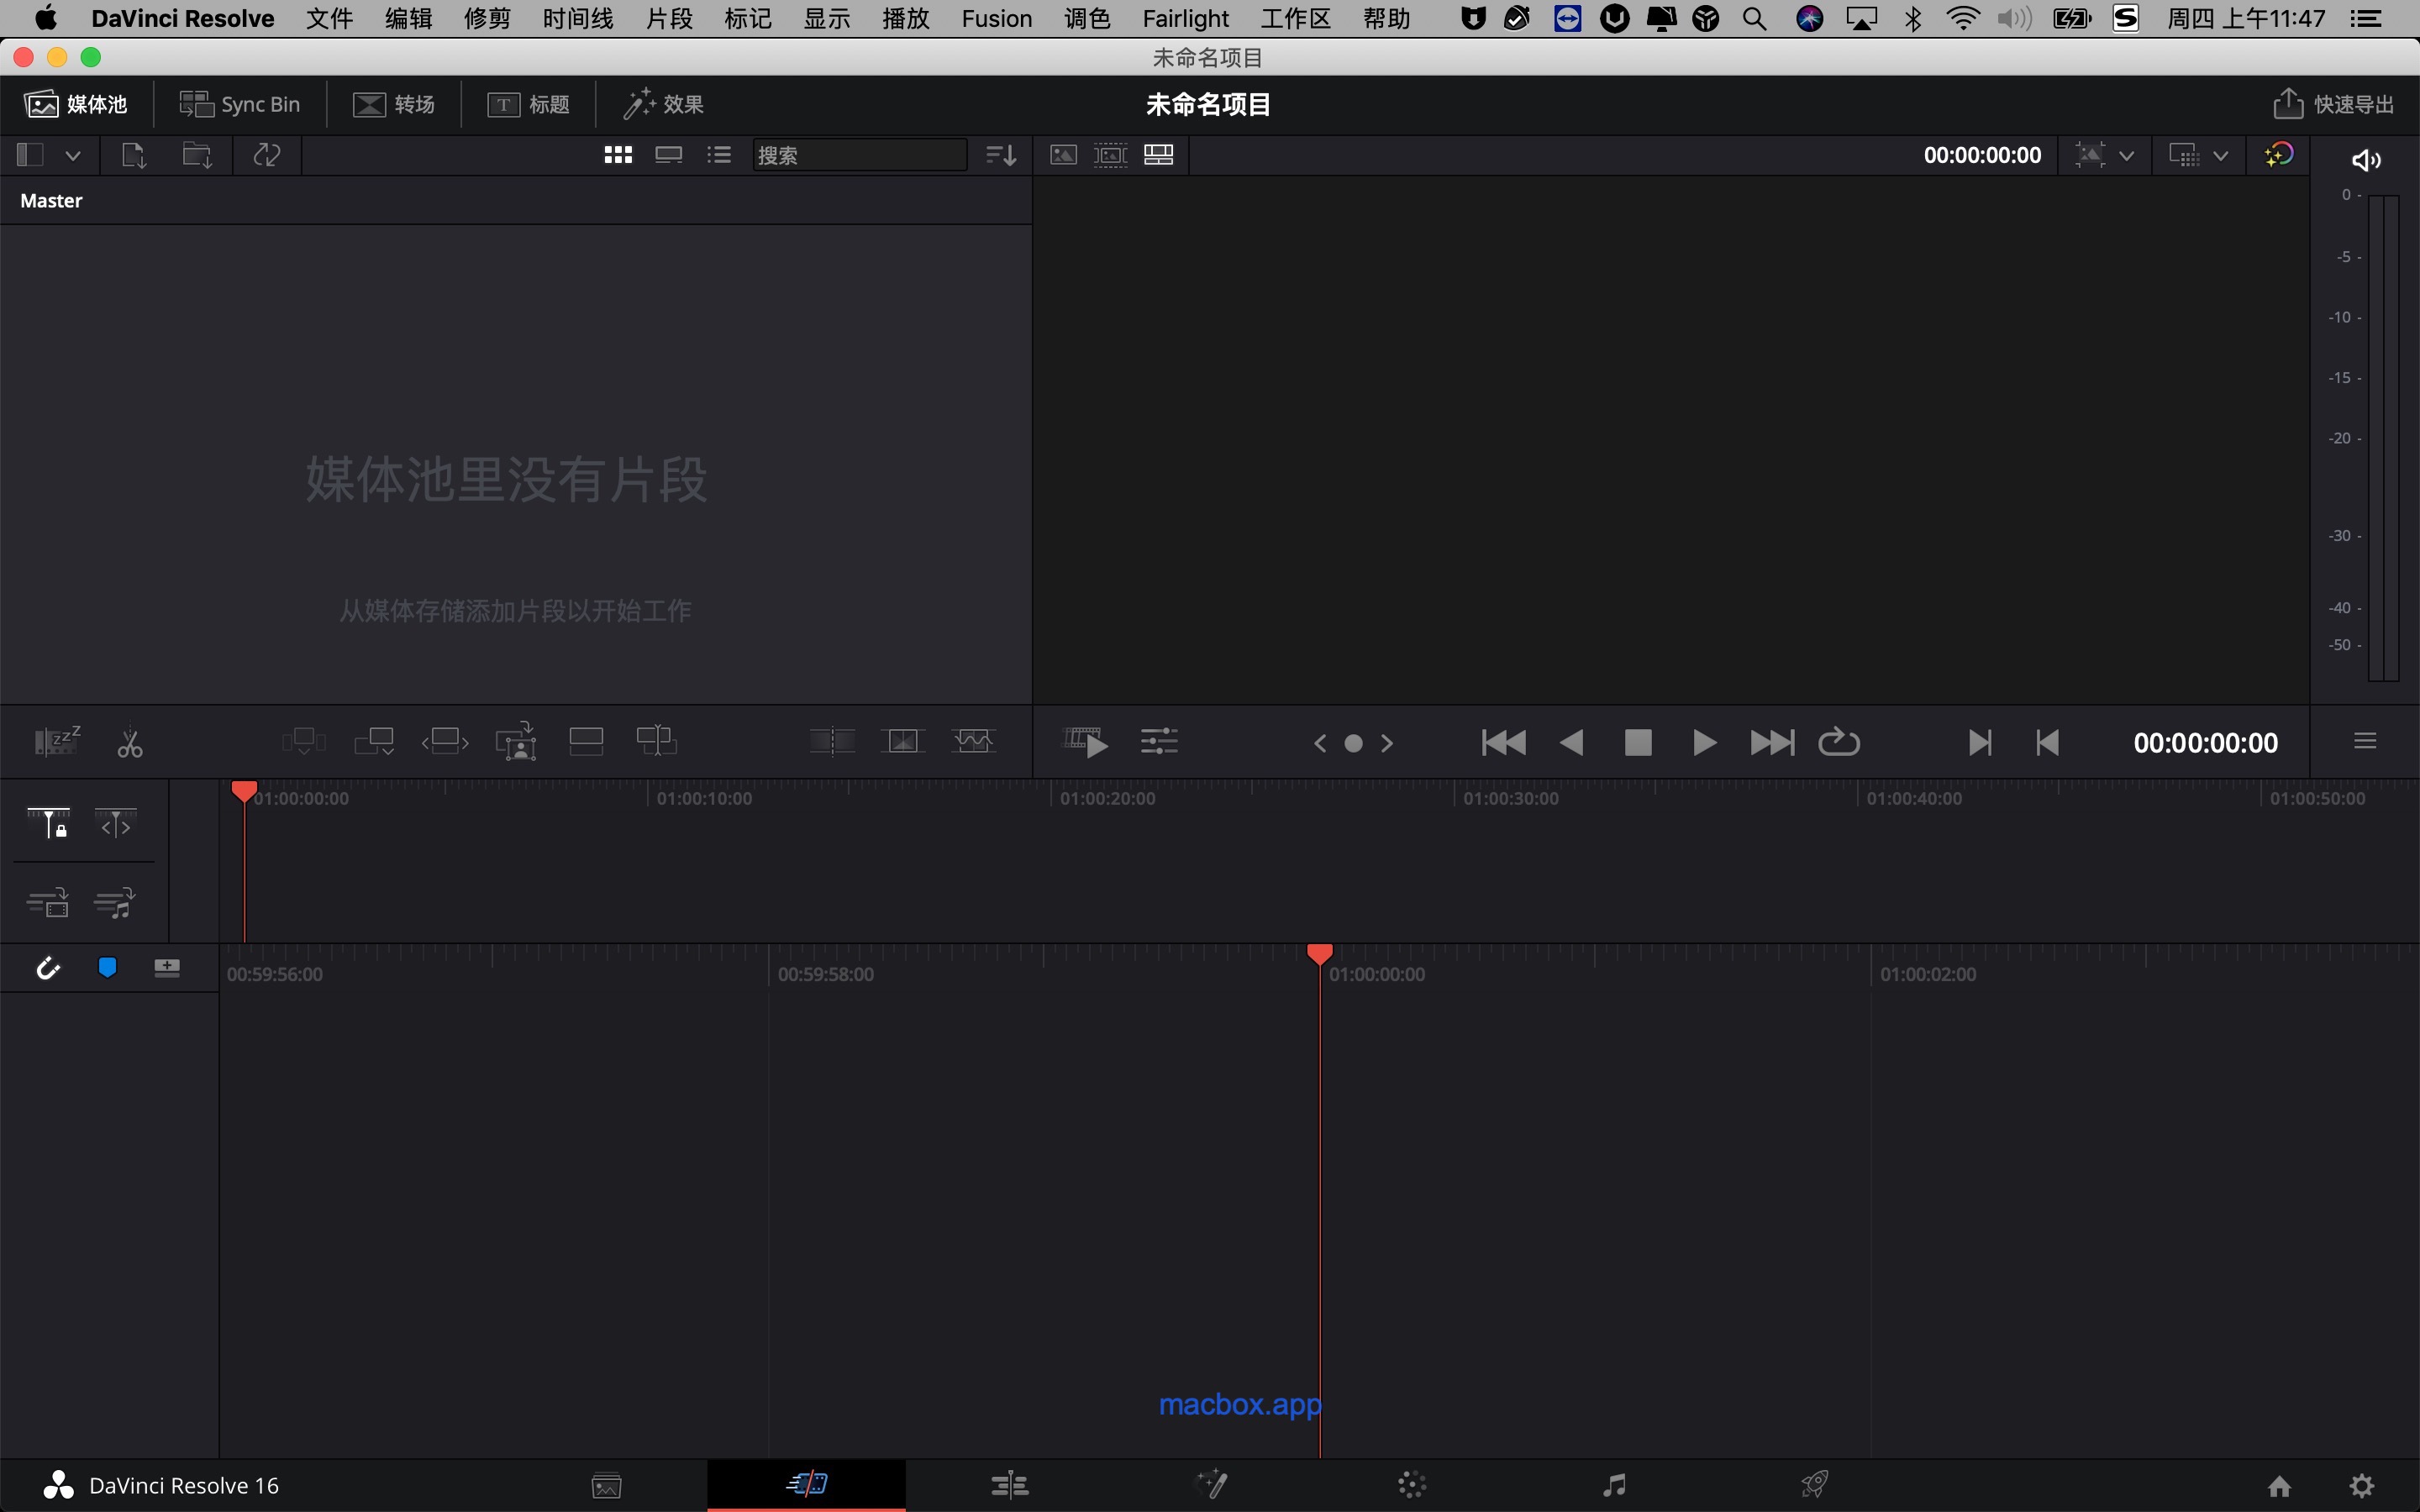 DaVinci Resolve 文件 编辑 修剪 时间线 片段 标记 显示 播放 Fusion 调色 Fairlight 工作区 帮助 周四 上午11:47
未命名项目
媒体池 Sync Bin 转场 T 标题 效果 未命名项目 快速导出
搜索 00:00:00:00
Master
0
-5
-10
-15
-20
-30
-40
-50
媒体池里没有片段
从媒体存储添加片段以开始工作
zzZ 00:00:00:00
01:00:00:00 01:00:10:00 01:00:20:00 01:00:30:00 01:00:40:00 01:00:50:00
00:59:56:00 00:59:58:00 01:00:00:00 01:00:02:00
macbox.app
DaVinci Resolve 16